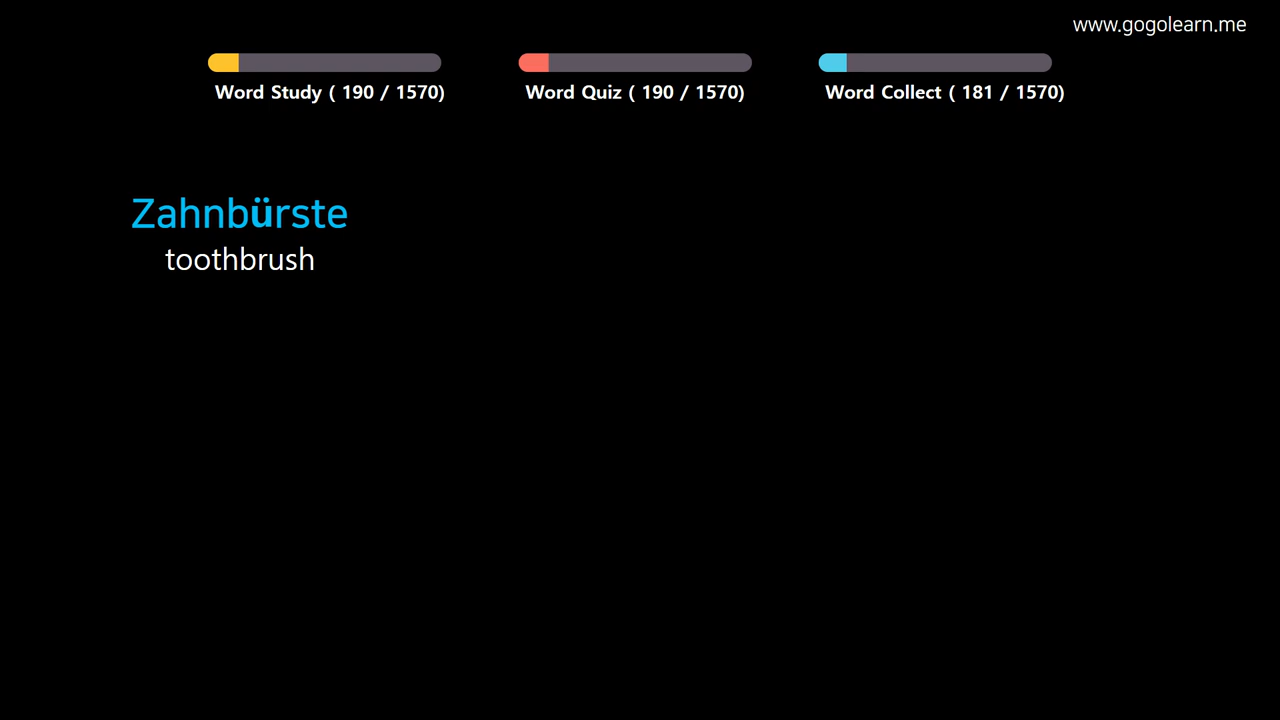 www.gogolearn.me
Word Study ( 190 / 1570)
Word Quiz ( 190 / 1570)
Word Collect ( 181 / 1570)
Zahnbürste
toothbrush